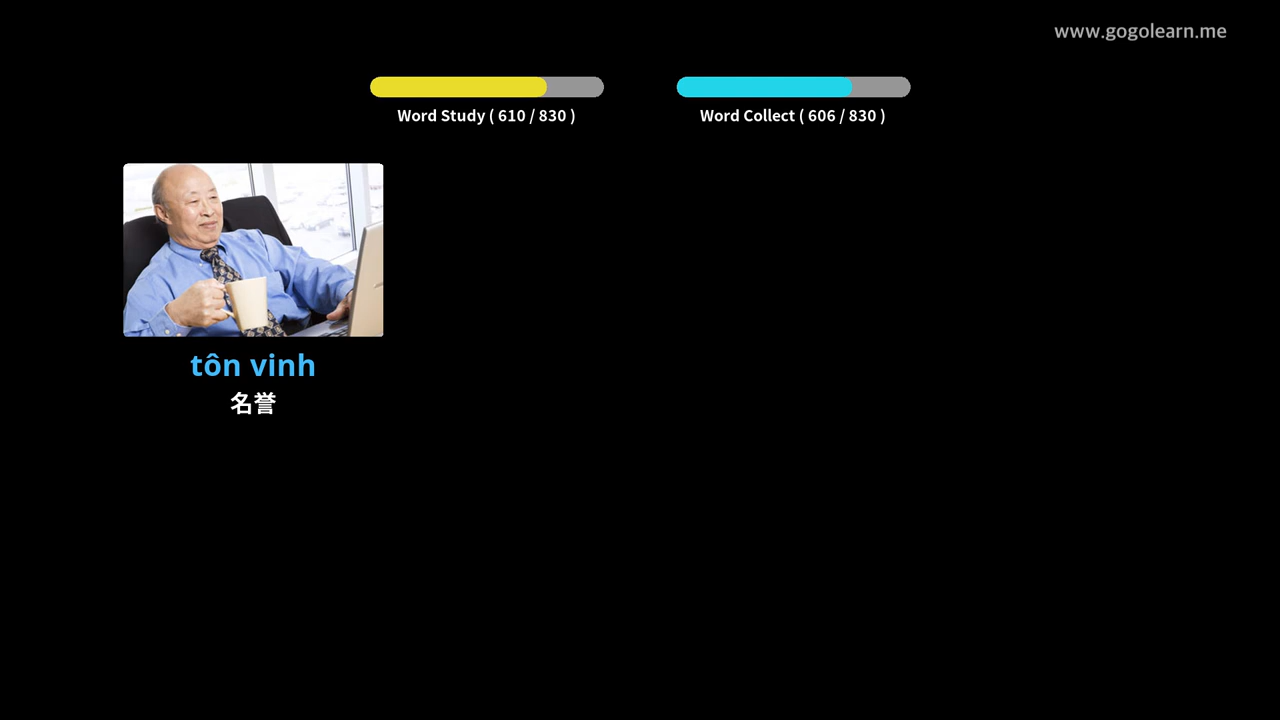 www.gogolearn.me
Word Study ( 610 / 830 )
Word Collect ( 606 / 830 )
tôn vinh
名誉